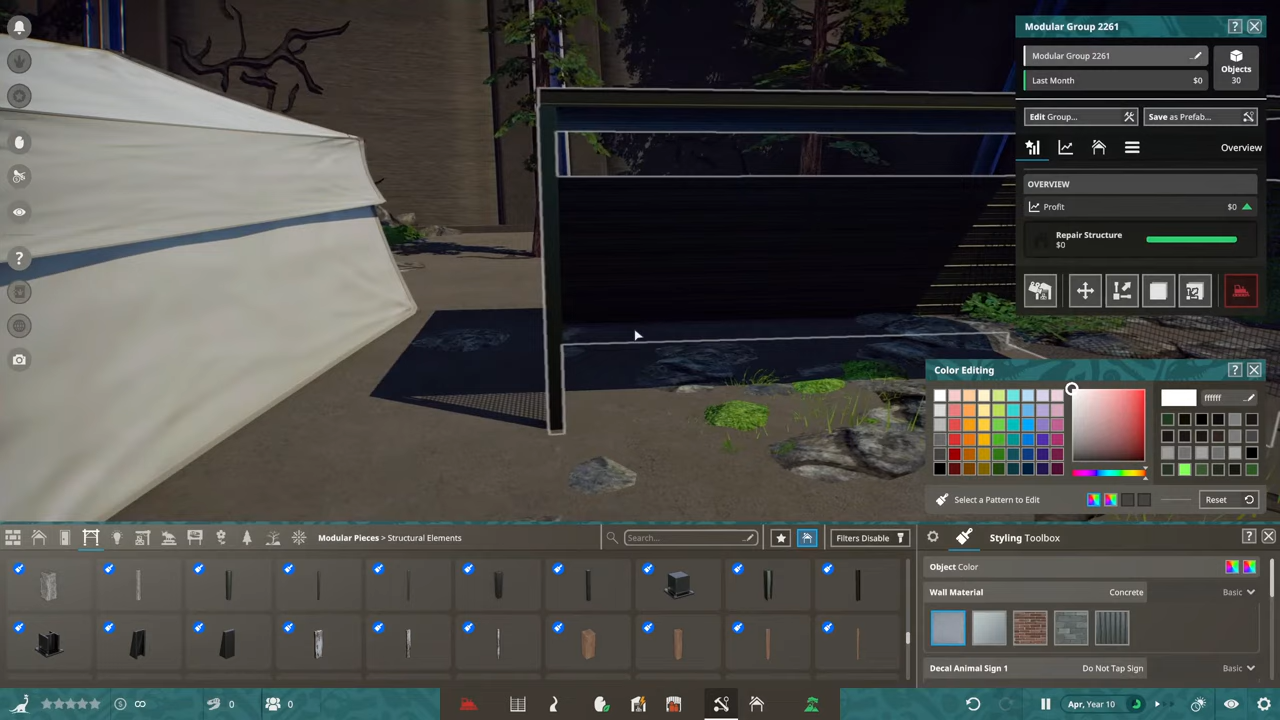 Modular Group 2261
?
Modular Group 2261
Last Month $0
Objects
30
Edit Group...
Save as Prefab...
Overview
OVERVIEW
Profit $0
Repair Structure
$0
?
Color Editing
?
ffffff
Select a Pattern to Edit
Reset
Modular Pieces > Structural Elements
Search...
Filters Disable
Styling Toolbox
?
Object Color
Wall Material Concrete Basic
Decal Animal Sign 1 Do Not Tap Sign Basic
$ ∞
0
0
Apr, Year 10